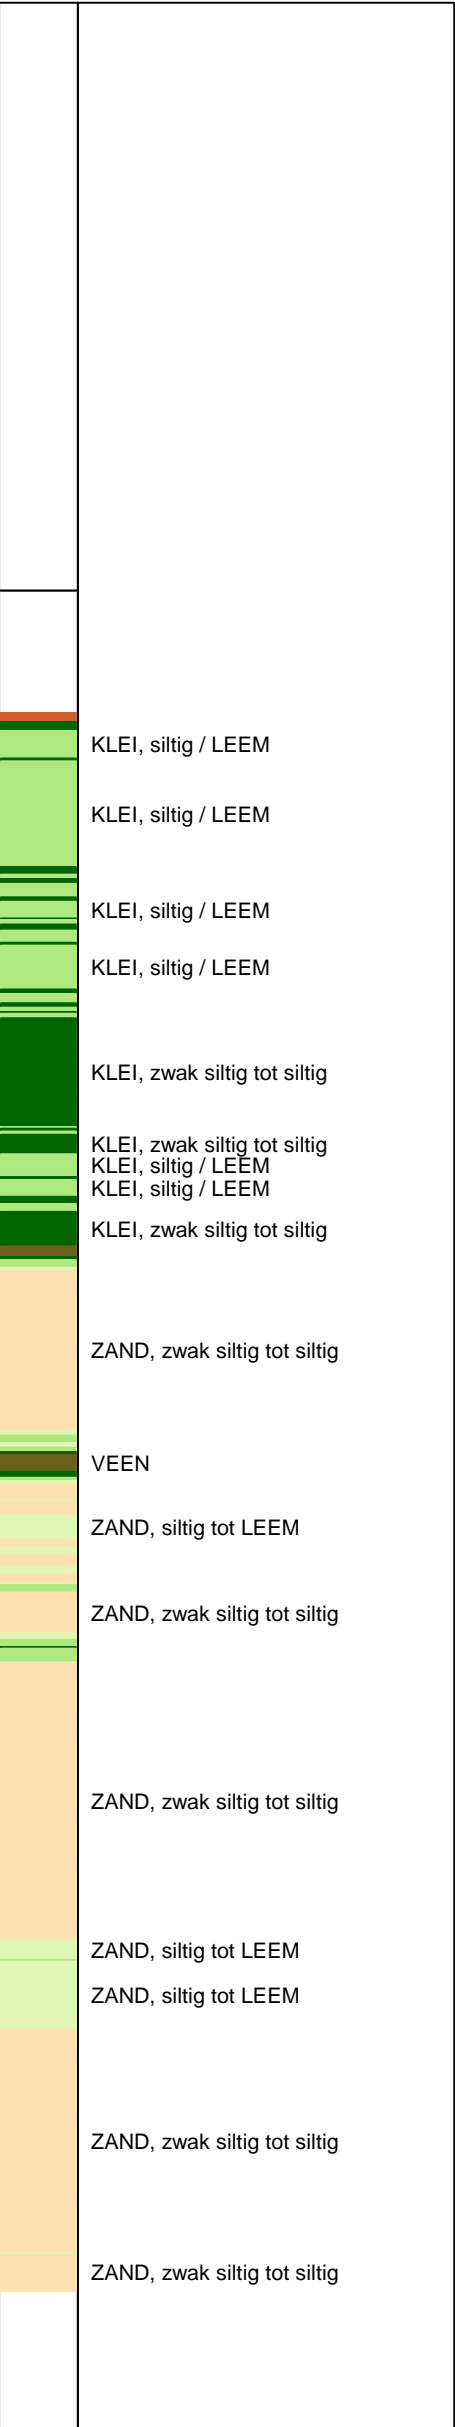 KLEI, siltig / LEEM
KLEI, siltig / LEEM
KLEI, siltig / LEEM
KLEI, siltig / LEEM
KLEI, zwak siltig tot siltig
KLEI, zwak siltig tot siltig
KLEI, siltig / LEEM
KLEI, siltig / LEEM
KLEI, zwak siltig tot siltig
ZAND, zwak siltig tot siltig
VEEN
ZAND, siltig tot LEEM
ZAND, zwak siltig tot siltig
ZAND, zwak siltig tot siltig
ZAND, siltig tot LEEM
ZAND, siltig tot LEEM
ZAND, zwak siltig tot siltig
ZAND, zwak siltig tot siltig